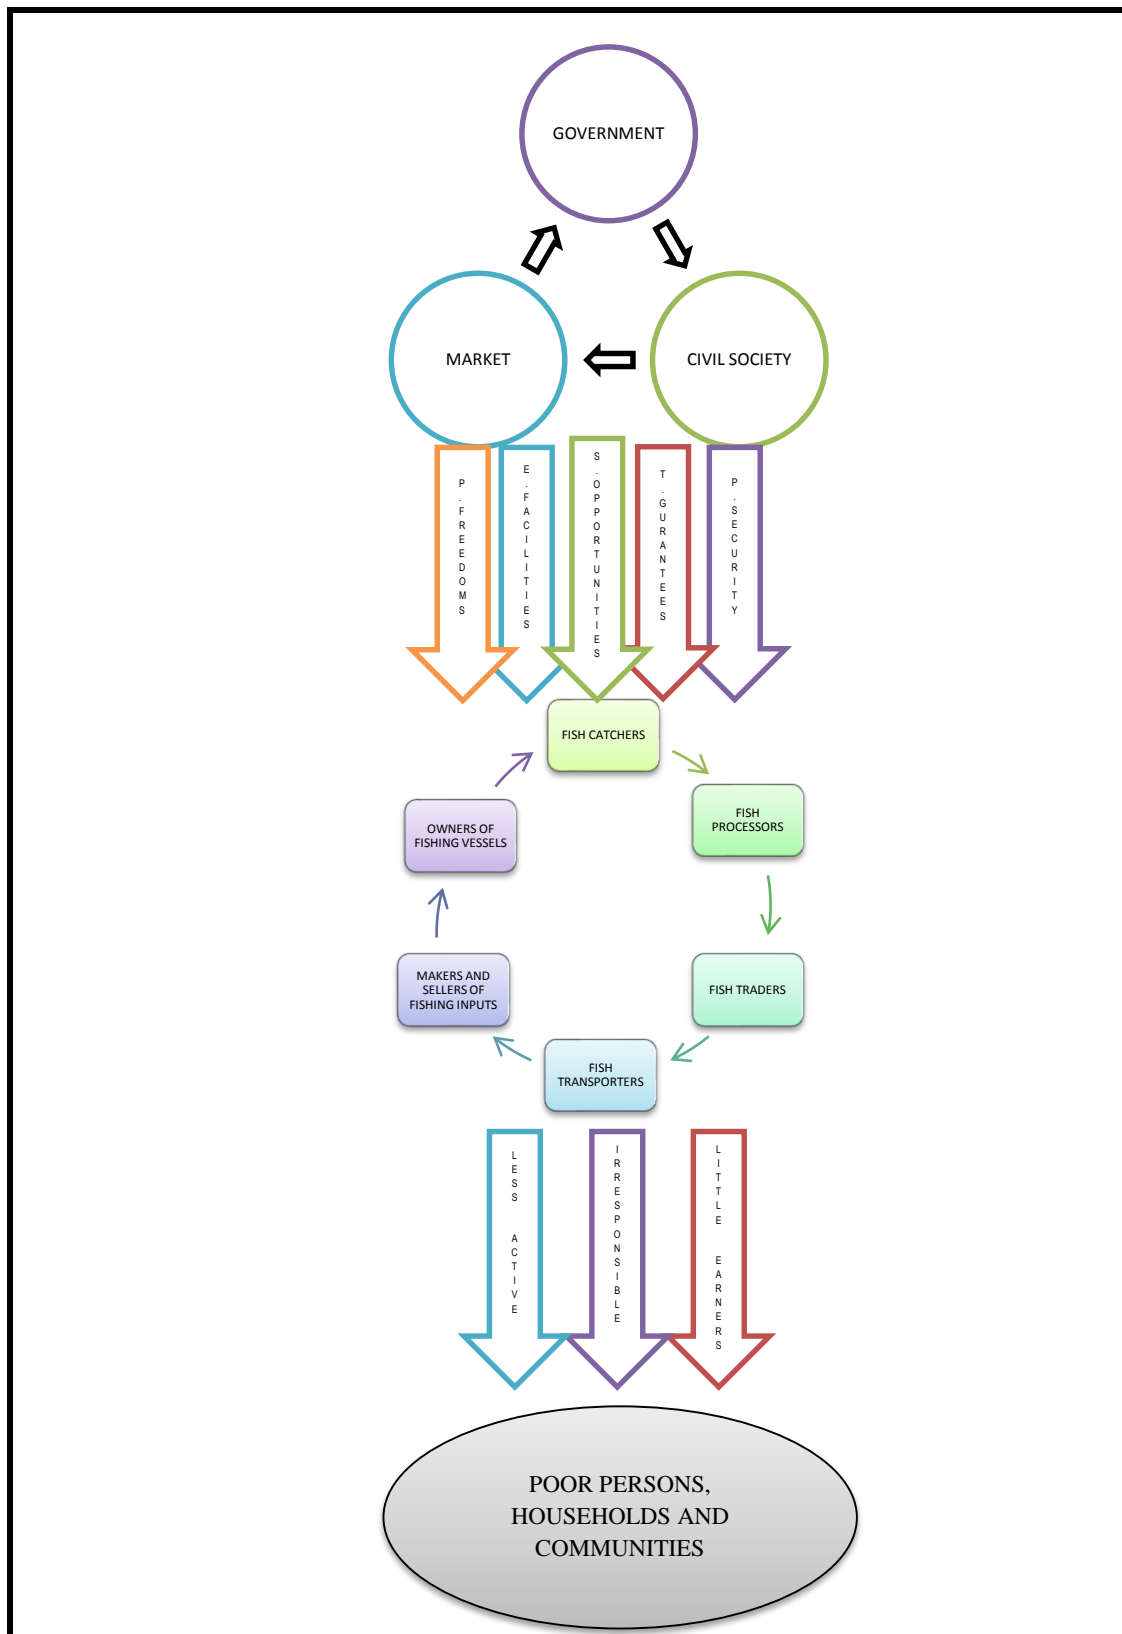 GOVERNMENT
MARKET
CIVIL SOCIETY
P.FREEDOMS
E.FACILITIES
S.OPPORTUNITIES
T.GURANTEES
P.SECURITY
FISH CATCHERS
FISH
PROCESSORS
FISH TRADERS
FISH
TRANSPORTERS
MAKERS AND
SELLERS OF
FISHING INPUTS
OWNERS OF
FISHING VESSELS
LESS ACTIVE
IRRESPONSIBLE
LITTLE EARNERS
POOR PERSONS,
HOUSEHOLDS AND
COMMUNITIES